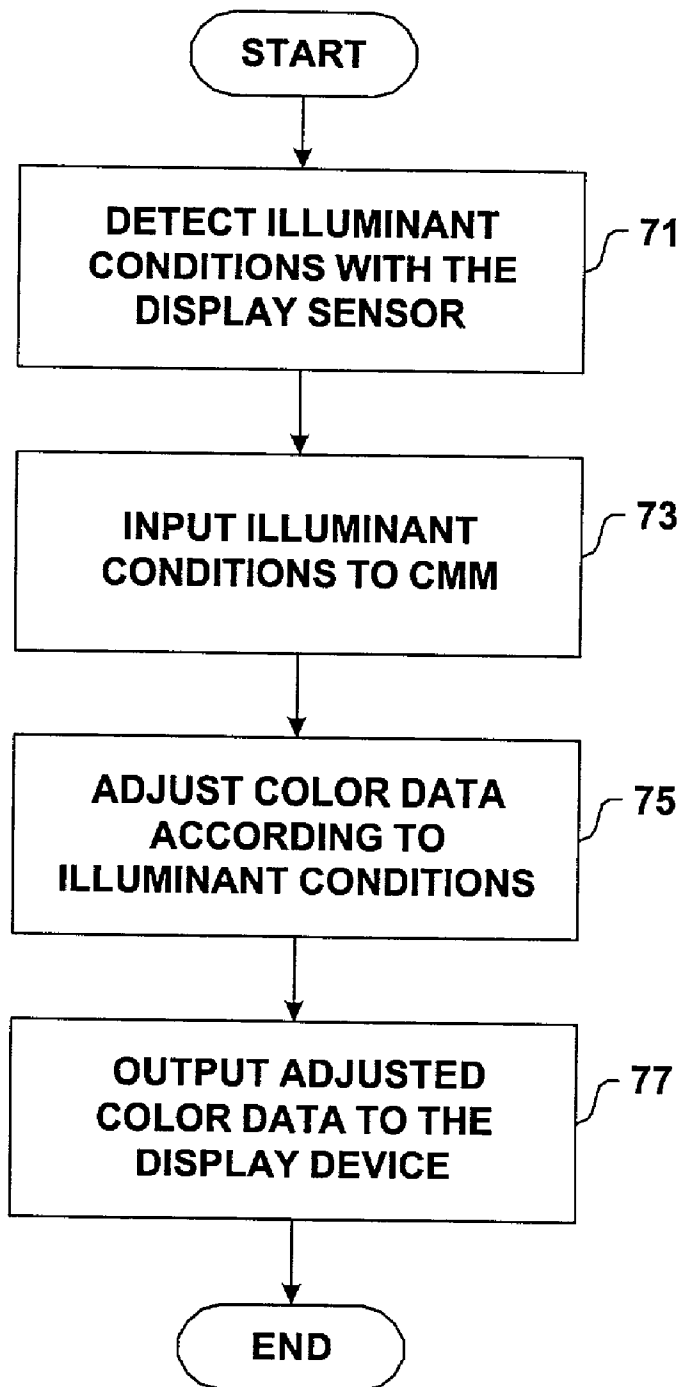 START
DETECT ILLUMINANT
CONDITIONS WITH THE
DISPLAY SENSOR
71
INPUT ILLUMINANT
CONDITIONS TO CMM
73
ADJUST COLOR DATA
ACCORDING TO
ILLUMINANT CONDITIONS
75
OUTPUT ADJUSTED
COLOR DATA TO THE
DISPLAY DEVICE
77
END